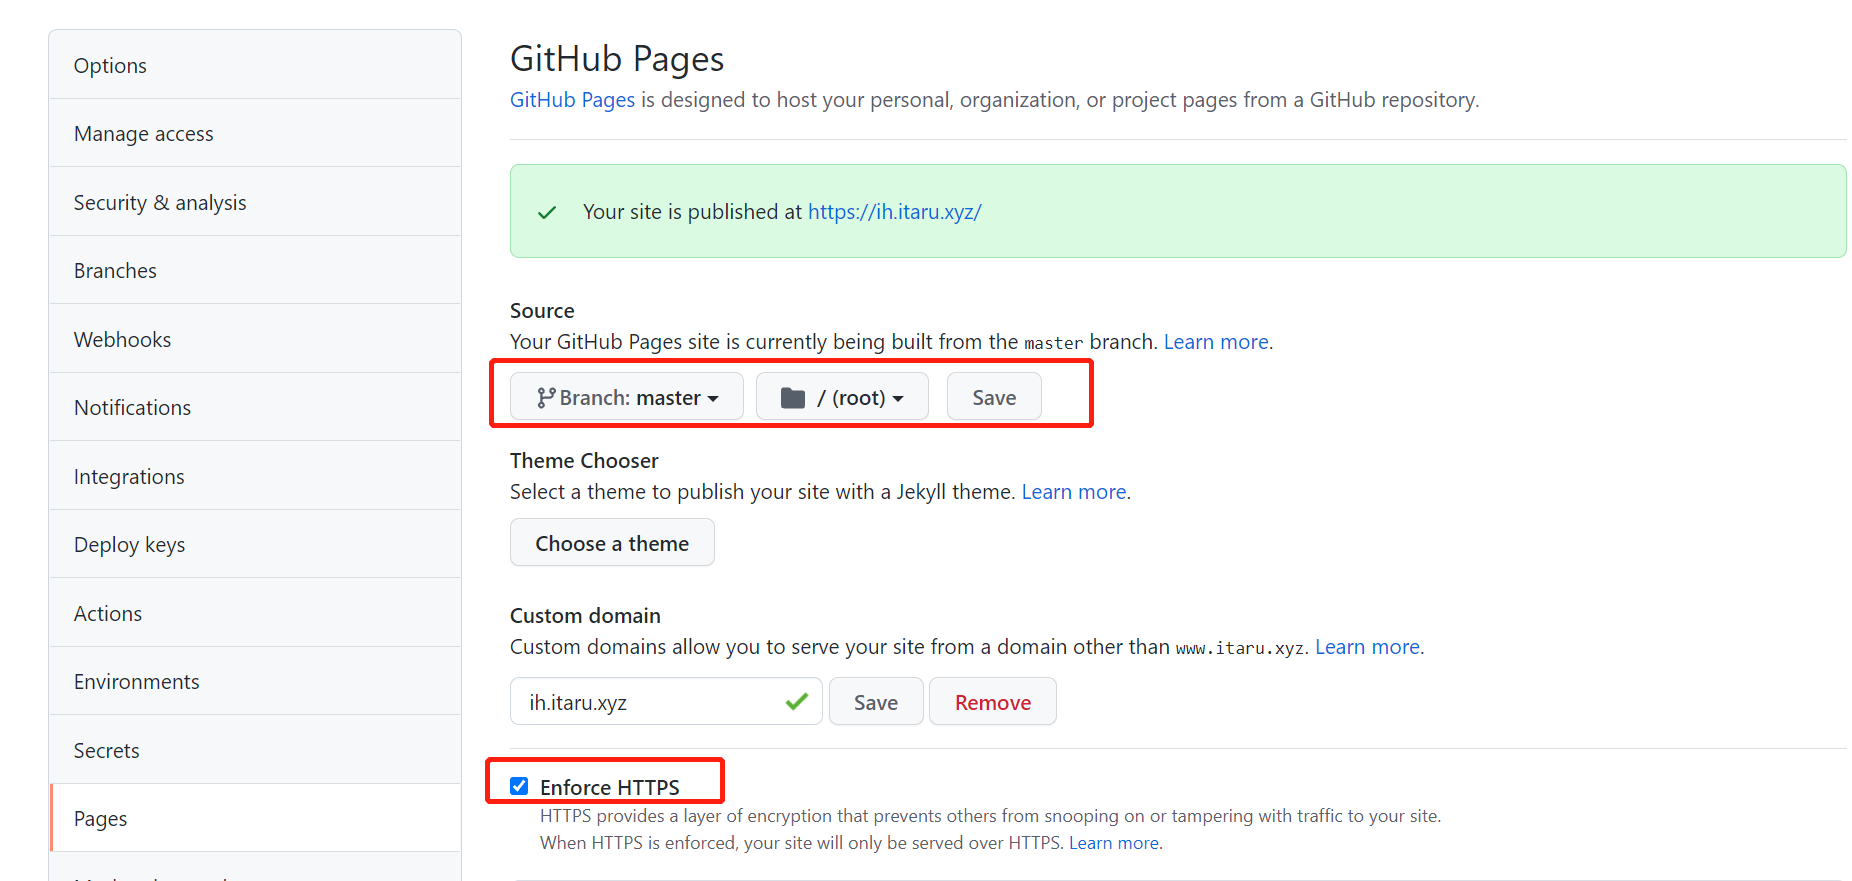 Options
Manage access
Security & analysis
Branches
Webhooks
Notifications
Integrations
Deploy keys
Actions
Environments
Secrets
Pages
GitHub Pages
GitHub Pages is designed to host your personal, organization, or project pages from a GitHub repository.
Your site is published at https://ih.itaru.xyz/
Source
Your GitHub Pages site is currently being built from the master branch. Learn more.
Branch: master
/ (root)
Save
Theme Chooser
Select a theme to publish your site with a Jekyll theme. Learn more.
Choose a theme
Custom domain
Custom domains allow you to serve your site from a domain other than www.itaru.xyz. Learn more.
ih.itaru.xyz
Save
Remove
Enforce HTTPS
HTTPS provides a layer of encryption that prevents others from snooping on or tampering with traffic to your site.
When HTTPS is enforced, your site will only be served over HTTPS. Learn more.